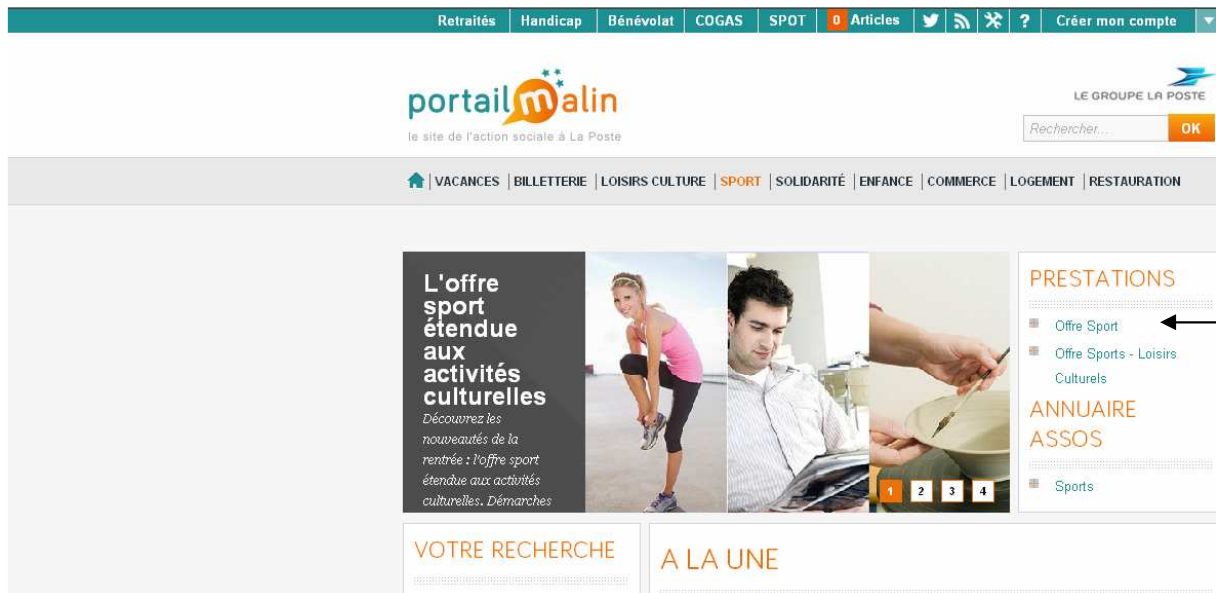 Retraités Handicap Bénévolat COGAS SPOT 0 Articles ? Créer mon compte
portailmalin
le site de l'action sociale à La Poste
LE GROUPE LA POSTE
Rechercher... OK
VACANCES | BILLETTERIE | LOISIRS CULTURE | SPORT | SOLIDARITÉ | ENFANCE | COMMERCE | LOGEMENT | RESTAURATION
L'offre
sport
étendue
aux
activités
culturelles
Découvrez les
nouveautés de la
rentrée : l'offre sport
étendue aux activités
culturelles. Démarches
1 2 3 4
PRESTATIONS
Offre Sport
Offre Sports - Loisirs
Culturels
ANNUAIRE
ASSOS
Sports
VOTRE RECHERCHE
A LA UNE